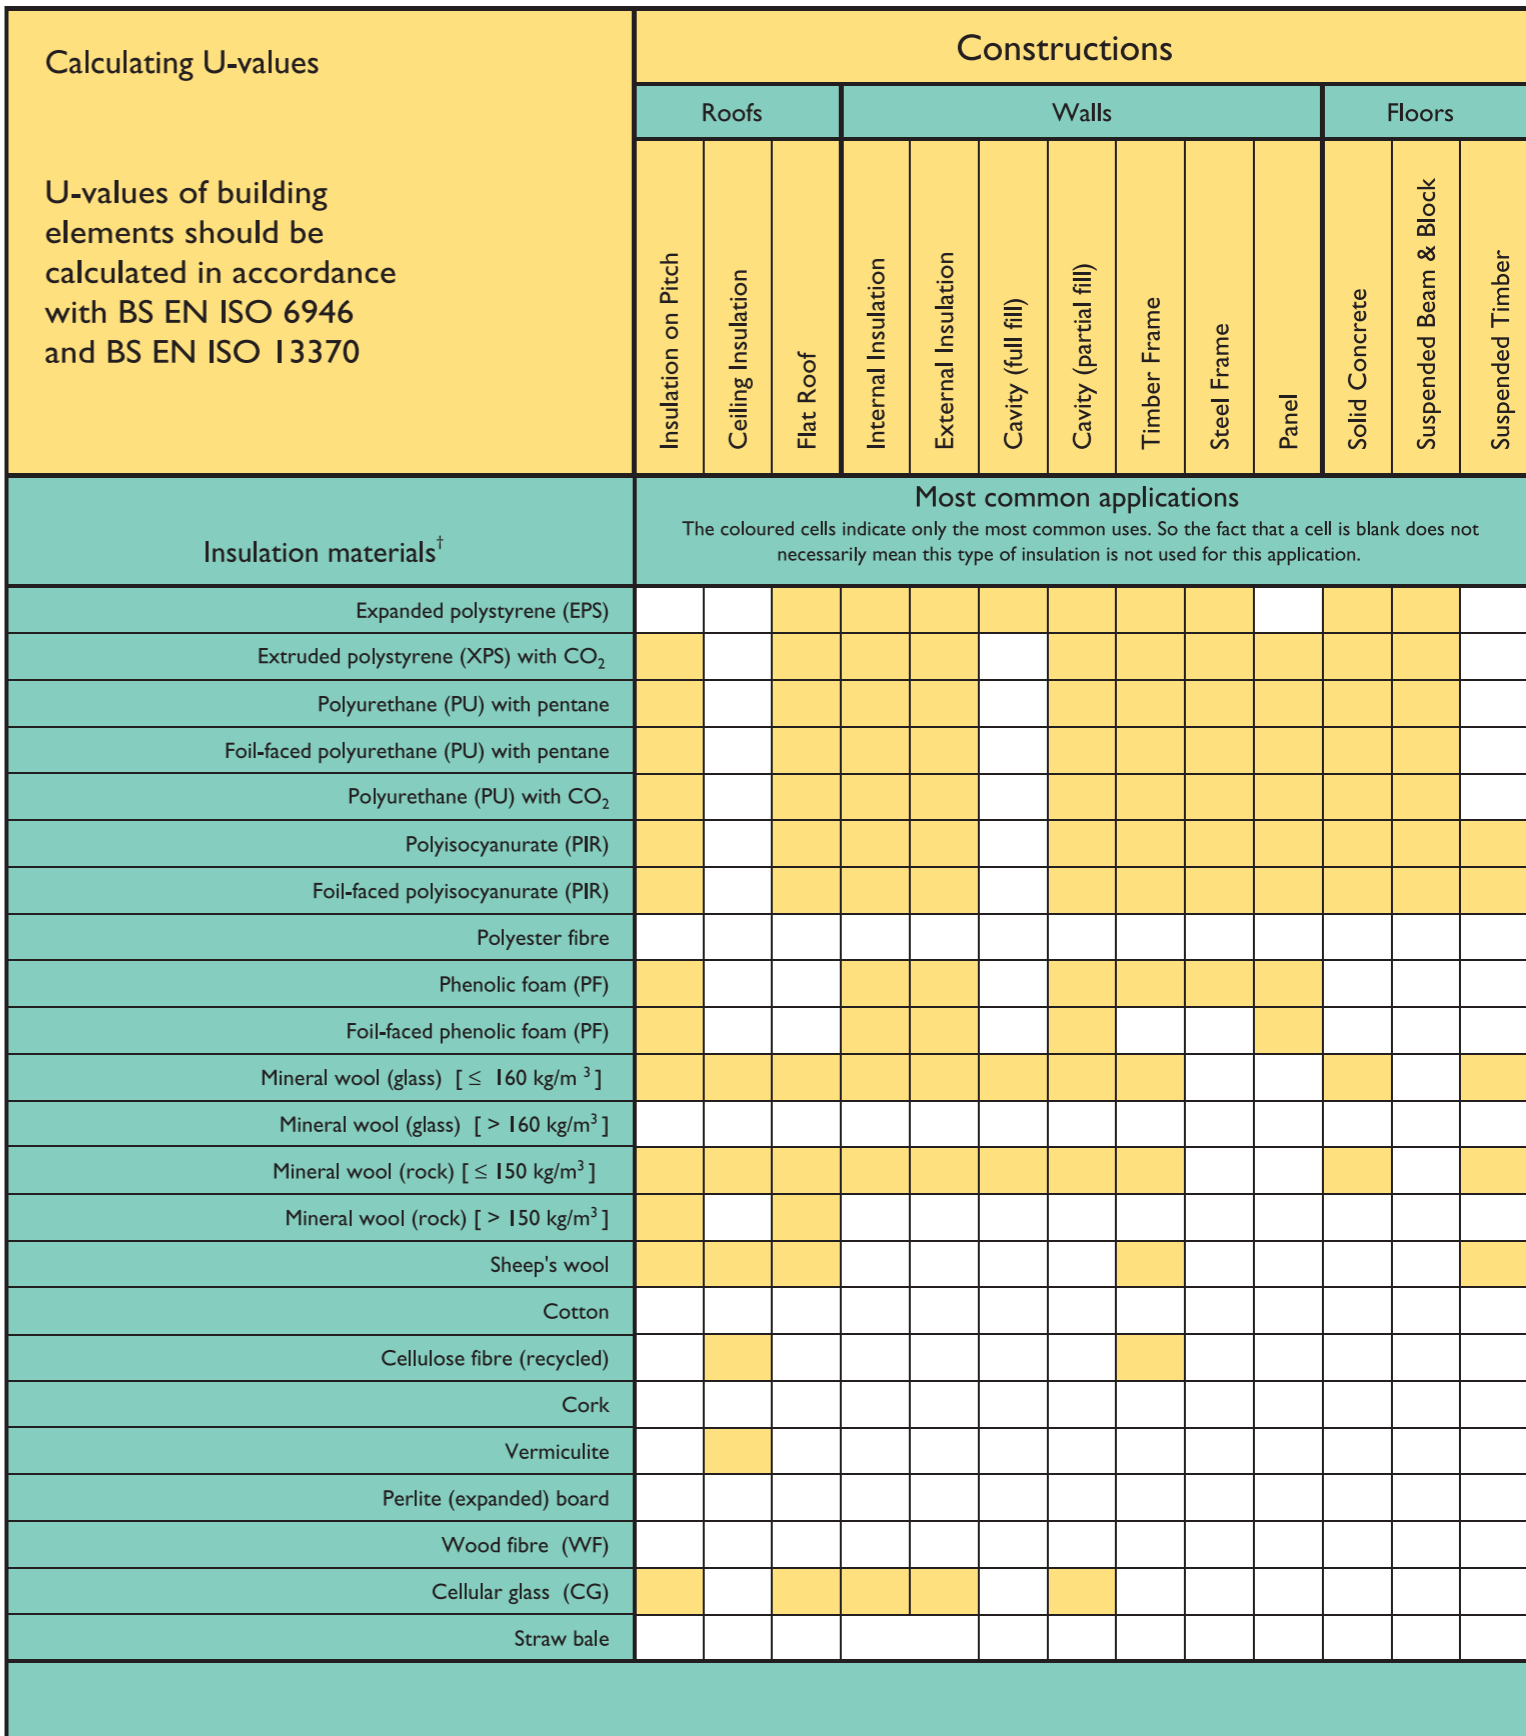 Calculating U-values
U-values of building
elements should be
calculated in accordance
with BS EN ISO 6946
and BS EN ISO 13370
Constructions
Roofs
Walls
Floors
Insulation on Pitch
Ceiling Insulation
Flat Roof
Internal Insulation
External Insulation
Cavity (full fill)
Cavity (partial fill)
Timber Frame
Steel Frame
Panel
Solid Concrete
Suspended Beam & Block
Suspended Timber
Insulation materials†
Most common applications
The coloured cells indicate only the most common uses. So the fact that a cell is blank does not
necessarily mean this type of insulation is not used for this application.
Expanded polystyrene (EPS)
Extruded polystyrene (XPS) with CO₂
Polyurethane (PU) with pentane
Foil-faced polyurethane (PU) with pentane
Polyurethane (PU) with CO₂
Polyisocyanurate (PIR)
Foil-faced polyisocyanurate (PIR)
Polyester fibre
Phenolic foam (PF)
Foil-faced phenolic foam (PF)
Mineral wool (glass) [ ≤ 160 kg/m ³ ]
Mineral wool (glass) [ > 160 kg/m³ ]
Mineral wool (rock) [ ≤ 150 kg/m³ ]
Mineral wool (rock) [ > 150 kg/m³ ]
Sheep's wool
Cotton
Cellulose fibre (recycled)
Cork
Vermiculite
Perlite (expanded) board
Wood fibre (WF)
Cellular glass (CG)
Straw bale